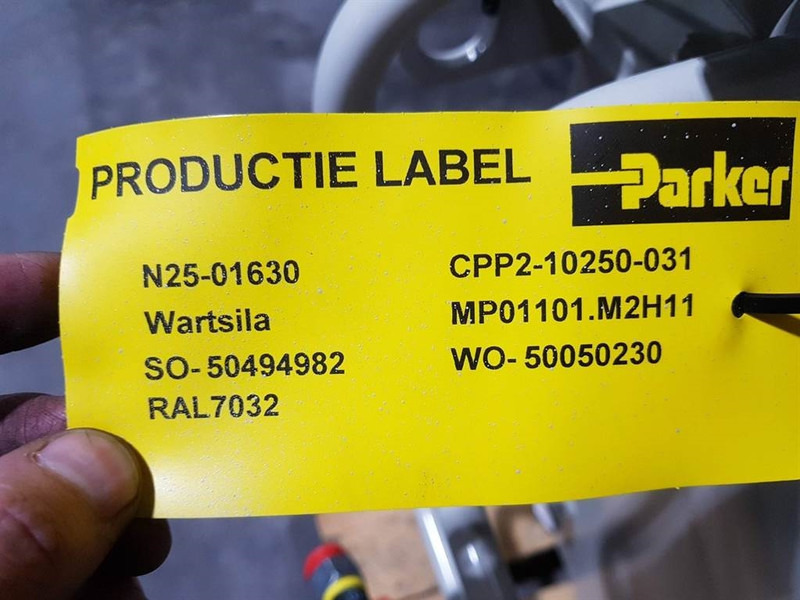 PRODUCTIE LABEL
Parker
N25-01630
CPP2-10250-031
Wartsila
MP01101.M2H11
SO- 50494982
WO- 50050230
RAL7032